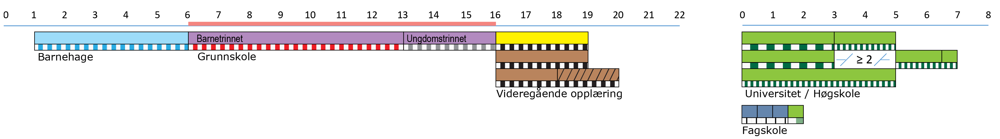 0 1 2 3 4 5 6 7 8 9 10 11 12 13 14 15 16 17 18 19 20 21 22 0 1 2 3 4 5 6 7 8
Barnetrinnet Ungdomstrinnet
Barnehage Grunnskole ≥ 2
Videregående opplæring Universitet / Høgskole
Fagskole